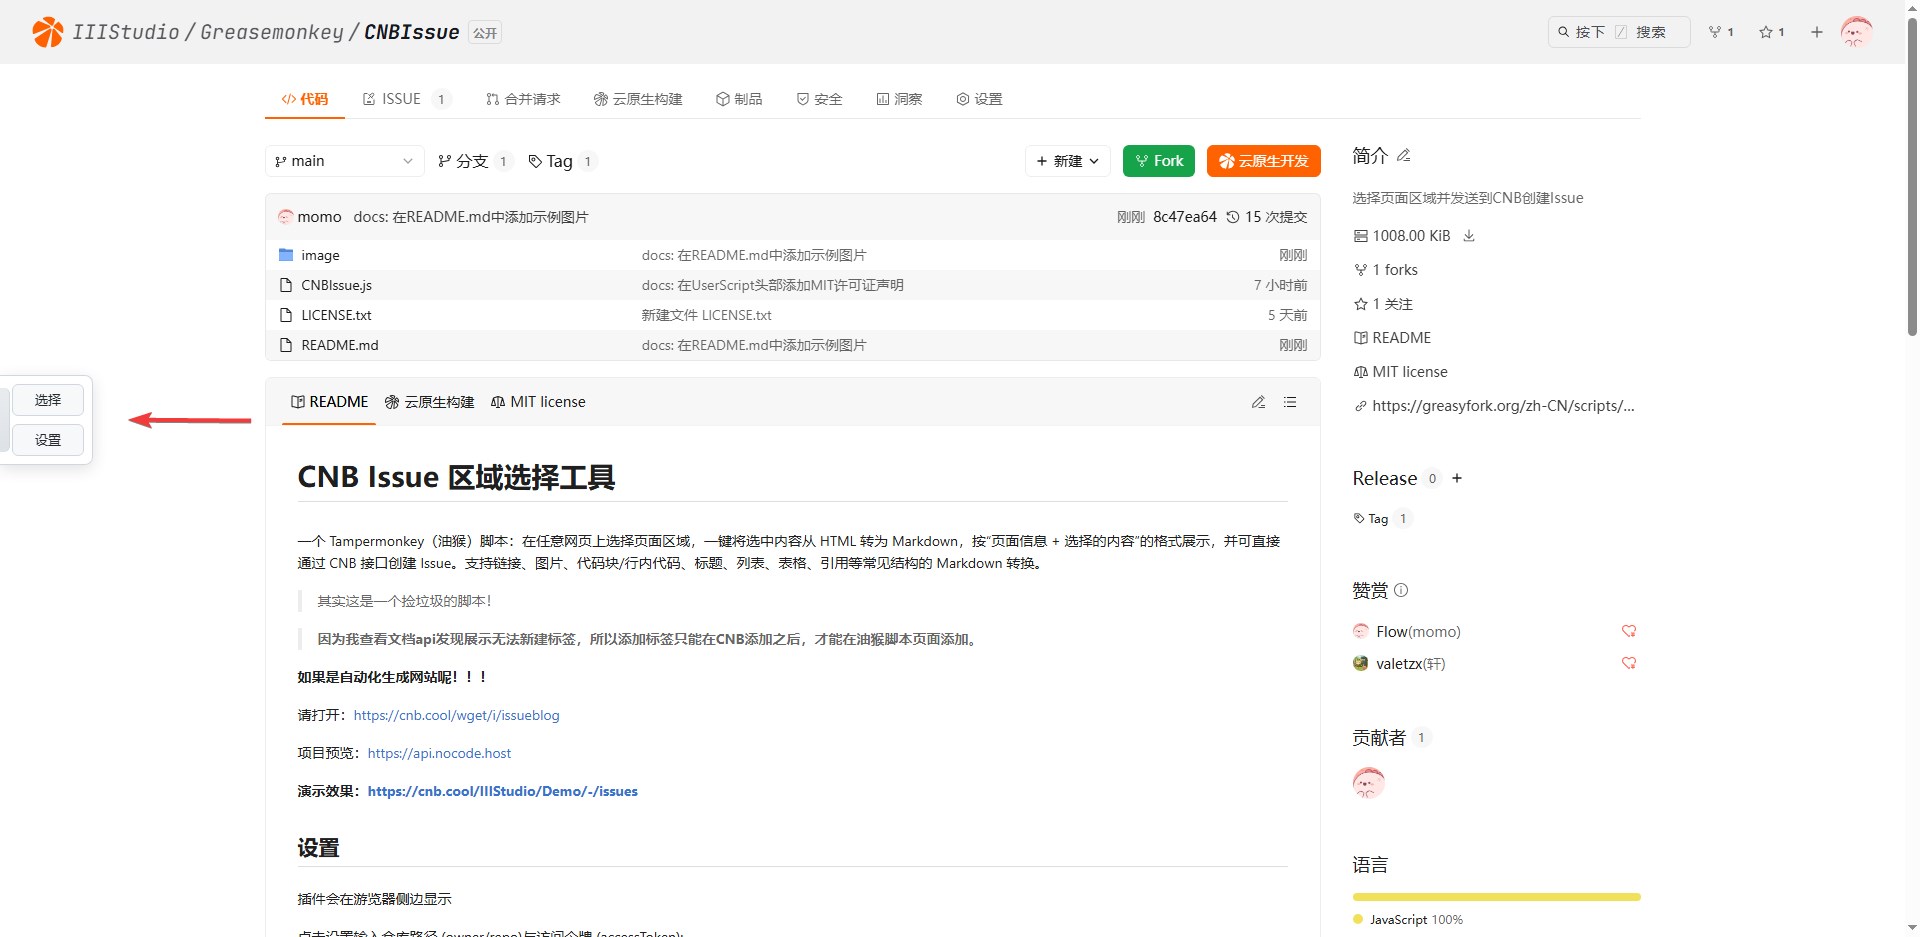 IIIStudio / Greasemonkey / CNBIssue 公开
按下 / 搜索 1 1
代码 ISSUE 1 合并请求 云原生构建 制品 安全 洞察 设置
main 分支 1 Tag 1 新建 Fork 云原生开发
momo docs: 在README.md中添加示例图片 刚刚 8c47ea64 15 次提交
image docs: 在README.md中添加示例图片 刚刚
CNBIssue.js docs: 在UserScript头部添加MIT许可证声明 7 小时前
LICENSE.txt 新建文件 LICENSE.txt 5 天前
README.md docs: 在README.md中添加示例图片 刚刚
选择
设置
README 云原生构建 MIT license
CNB Issue 区域选择工具
一个 Tampermonkey（油猴）脚本：在任意网页上选择页面区域，一键将选中内容从 HTML 转为 Markdown，按“页面信息 + 选择的内容”的格式展示，并可直接
通过 CNB 接口创建 Issue。支持链接、图片、代码块/行内代码、标题、列表、表格、引用等常见结构的 Markdown 转换。
其实这是一个捡垃圾的脚本！
因为我查看文档api发现展示无法新建标签，所以添加标签只能在CNB添加之后，才能在油猴脚本页面添加。
如果是自动化生成网站呢！！！
请打开：https://cnb.cool/wget/i/issueblog
项目预览：https://api.nocode.host
演示效果：https://cnb.cool/IIIStudio/Demo/-/issues
设置
插件会在游览器侧边显示
点击设置输入仓库路径 (owner/repo)与访问令牌 (accessToken):
简介
选择页面区域并发送到CNB创建Issue
1008.00 KiB
1 forks
1 关注
README
MIT license
https://greasyfork.org/zh-CN/scripts/...
Release 0 +
Tag 1
赞赏
Flow(momo)
valetzx(轩)
贡献者 1
语言
JavaScript 100%